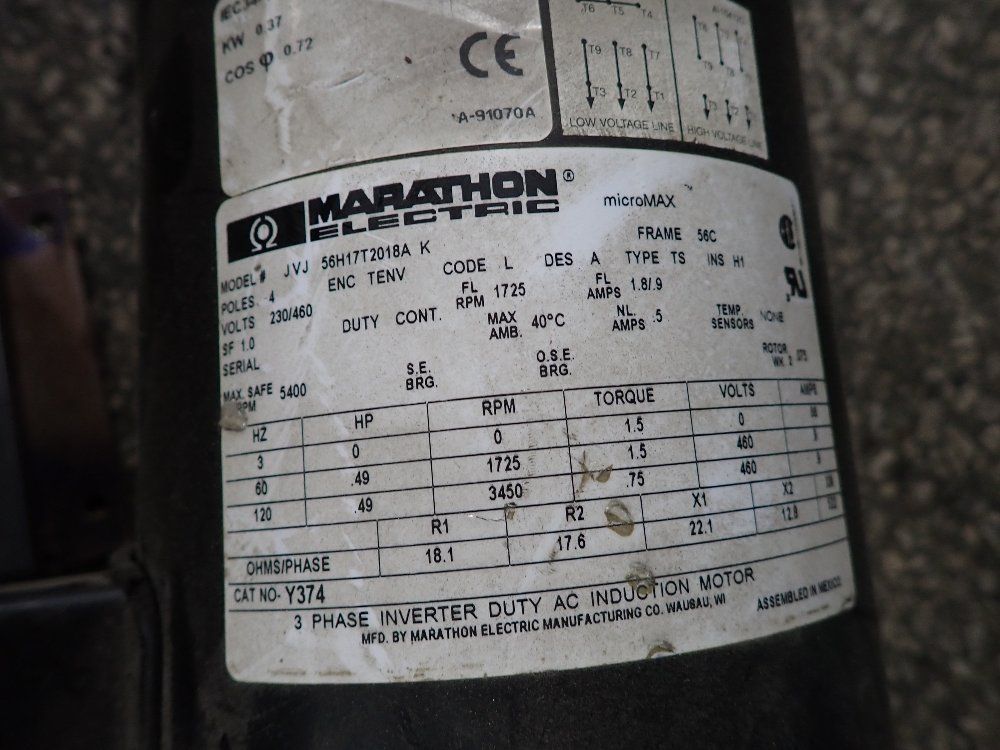 KW 0.37
COS φ 0.72
CE
A-91070A
T6 T5 T4
T9 T8 T7
T3 T2 T1
LOW VOLTAGE LINE
HIGH VOLTAGE LINE
MARATHON®
ELECTRIC
microMAX™
MODEL# JVJ 56H17T2018A K
FRAME 56C
POLES 4 ENC TENV CODE L DES A TYPE TS INS H1
VOLTS 230/460 DUTY CONT. FL RPM 1725 FL AMPS 1.8/.9
SF 1.0 MAX AMB. 40°C NL. AMPS .5 TEMP. SENSORS NONE
SERIAL S.E. BRG. O.S.E. BRG. ROTOR WK 2 .075
MAX. SAFE RPM 5400
HZ HP RPM TORQUE VOLTS AMPS
3 0 0 1.5 0
60 .49 1725 1.5 460
120 .49 3450 .75 460
R1 R2 X1 X2
OHMS/PHASE 18.1 17.6 22.1 12.8
CAT NO- Y374
3 PHASE INVERTER DUTY AC INDUCTION MOTOR
MFD. BY MARATHON ELECTRIC MANUFACTURING CO. WAUSAU, WI
ASSEMBLED IN MEXICO